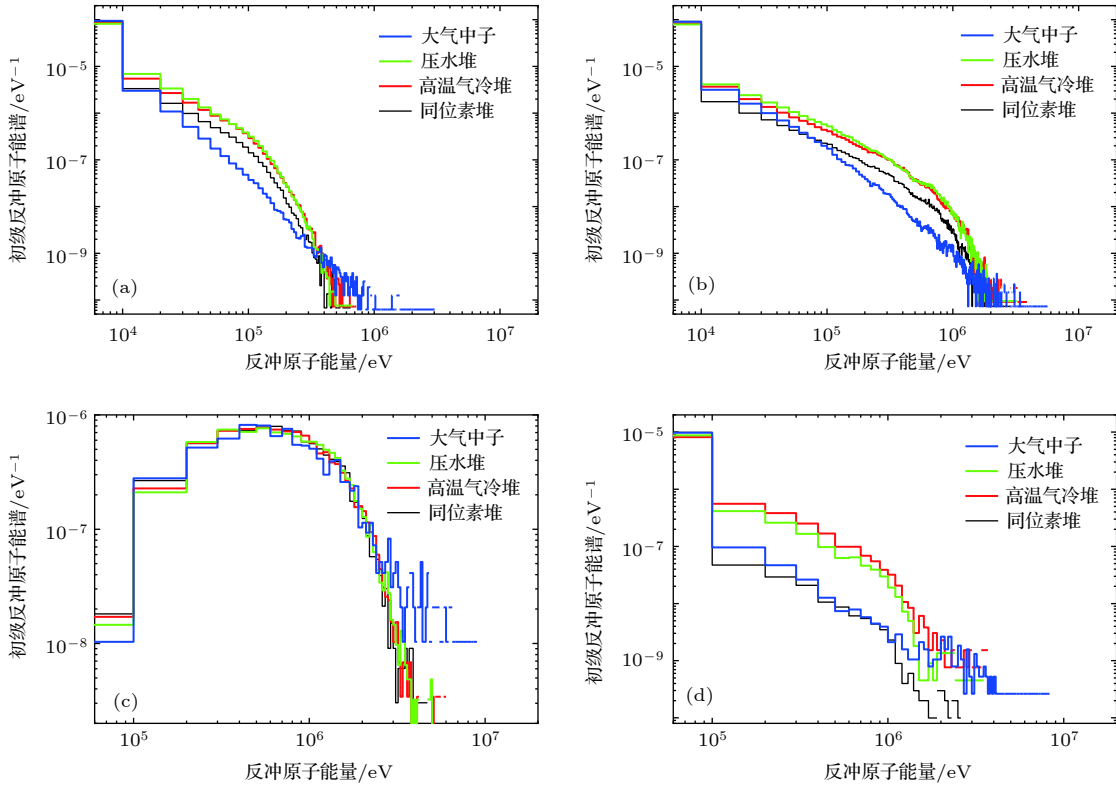 (a)
大气中子
压水堆
高温气冷堆
同位素堆
初级反冲原子能谱/eV⁻¹
10⁻⁵
10⁻⁷
10⁻⁹
10⁴
10⁵
10⁶
10⁷
反冲原子能量/eV
(b)
大气中子
压水堆
高温气冷堆
同位素堆
初级反冲原子能谱/eV⁻¹
10⁻⁵
10⁻⁷
10⁻⁹
10⁴
10⁵
10⁶
10⁷
反冲原子能量/eV
(c)
大气中子
压水堆
高温气冷堆
同位素堆
初级反冲原子能谱/eV⁻¹
10⁻⁶
10⁻⁷
10⁻⁸
10⁵
10⁶
10⁷
反冲原子能量/eV
(d)
大气中子
压水堆
高温气冷堆
同位素堆
初级反冲原子能谱/eV⁻¹
10⁻⁵
10⁻⁷
10⁻⁹
10⁵
10⁶
10⁷
反冲原子能量/eV